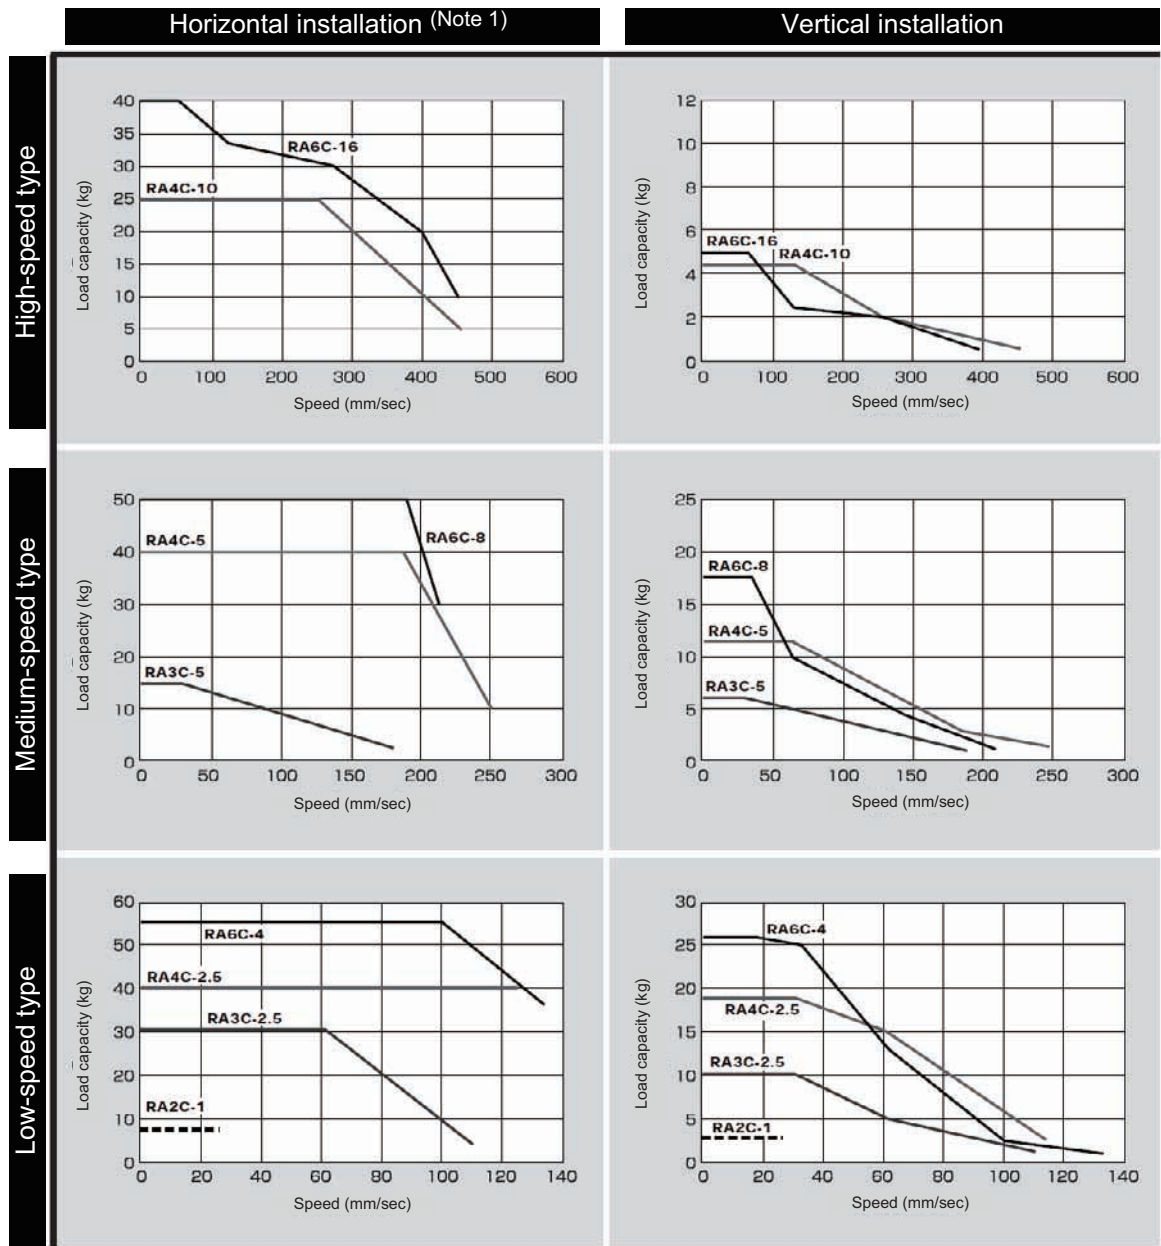 Horizontal installation (Note 1)
Vertical installation
High-speed type
Load capacity (kg)
40
35
30
25
20
15
10
5
0
RA6C-16
RA4C-10
0 100 200 300 400 500 600
Speed (mm/sec)
Load capacity (kg)
12
10
8
6
4
2
0
RA6C-16
RA4C-10
0 100 200 300 400 500 600
Speed (mm/sec)
Medium-speed type
Load capacity (kg)
50
40
30
20
10
0
RA4C-5
RA6C-8
RA3C-5
0 50 100 150 200 250 300
Speed (mm/sec)
Load capacity (kg)
25
20
15
10
5
0
RA6C-8
RA4C-5
RA3C-5
0 50 100 150 200 250 300
Speed (mm/sec)
Low-speed type
Load capacity (kg)
60
50
40
30
20
10
0
RA6C-4
RA4C-2.5
RA3C-2.5
RA2C-1
0 20 40 60 80 100 120 140
Speed (mm/sec)
Load capacity (kg)
30
25
20
15
10
5
0
RA6C-4
RA4C-2.5
RA3C-2.5
RA2C-1
0 20 40 60 80 100 120 140
Speed (mm/sec)